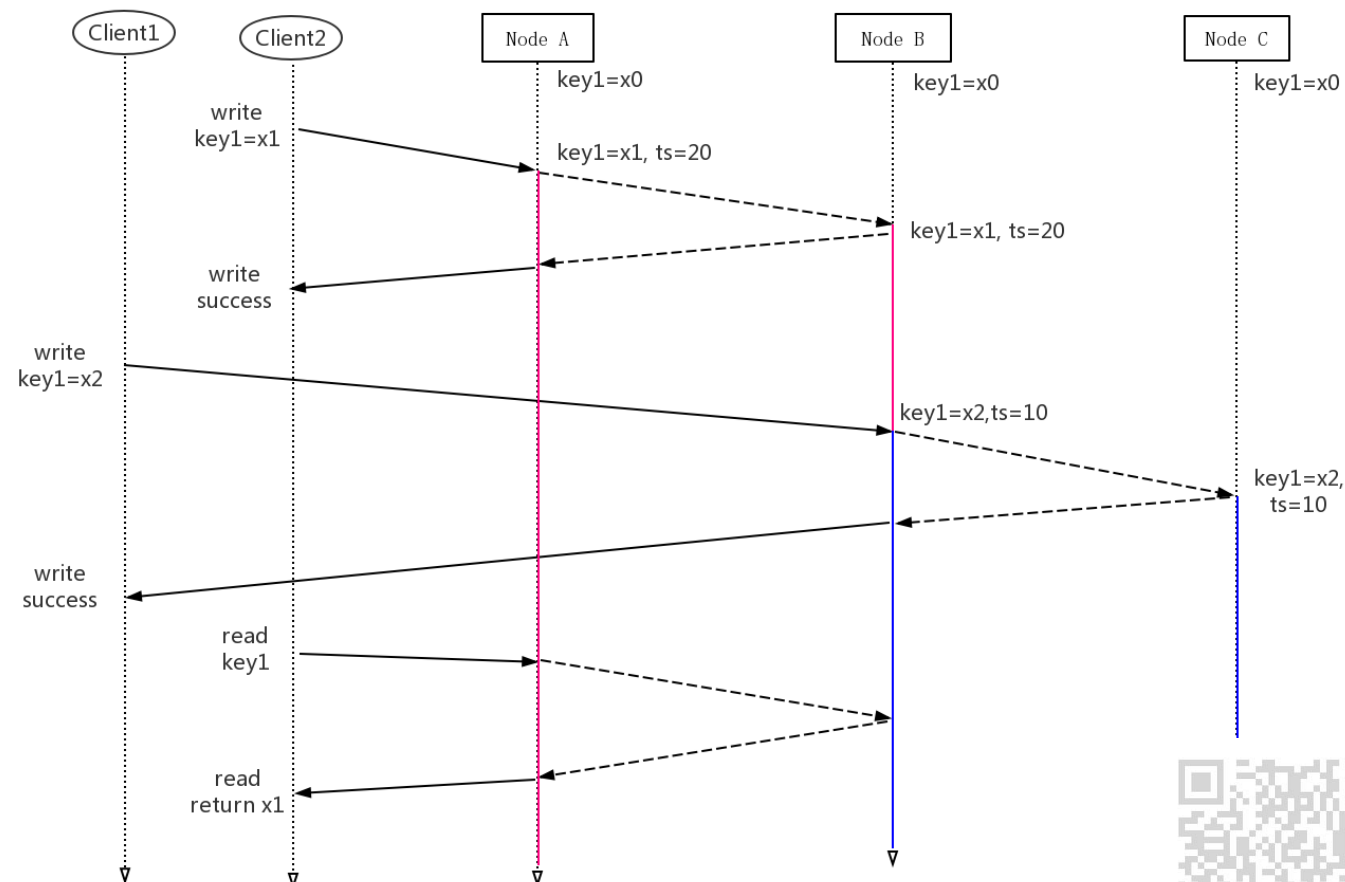 Client1
Client2
Node A
Node B
Node C
key1=x0
key1=x0
key1=x0
write
key1=x1
key1=x1, ts=20
key1=x1, ts=20
write
success
write
key1=x2
key1=x2,ts=10
key1=x2,
ts=10
write
success
read
key1
read
return x1